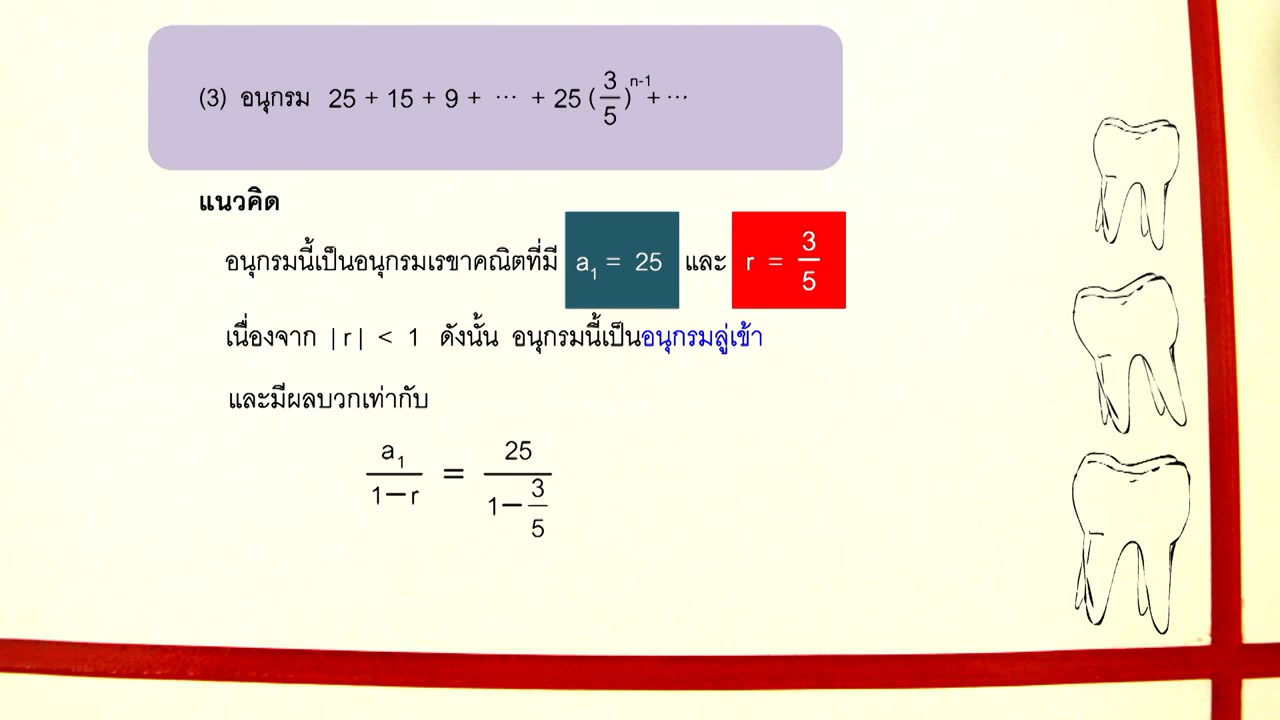 (3) อนุกรม 25 + 15 + 9 + ⋯ + 25 (3/5)^n-1 + ⋯
แนวคิด
อนุกรมนี้เป็นอนุกรมเรขาคณิตที่มี a₁ = 25 และ r = 3/5
เนื่องจาก |r| < 1 ดังนั้น อนุกรมนี้เป็นอนุกรมลู่เข้า
และมีผลบวกเท่ากับ
a₁/(1−r) = 25/(1−3/5)